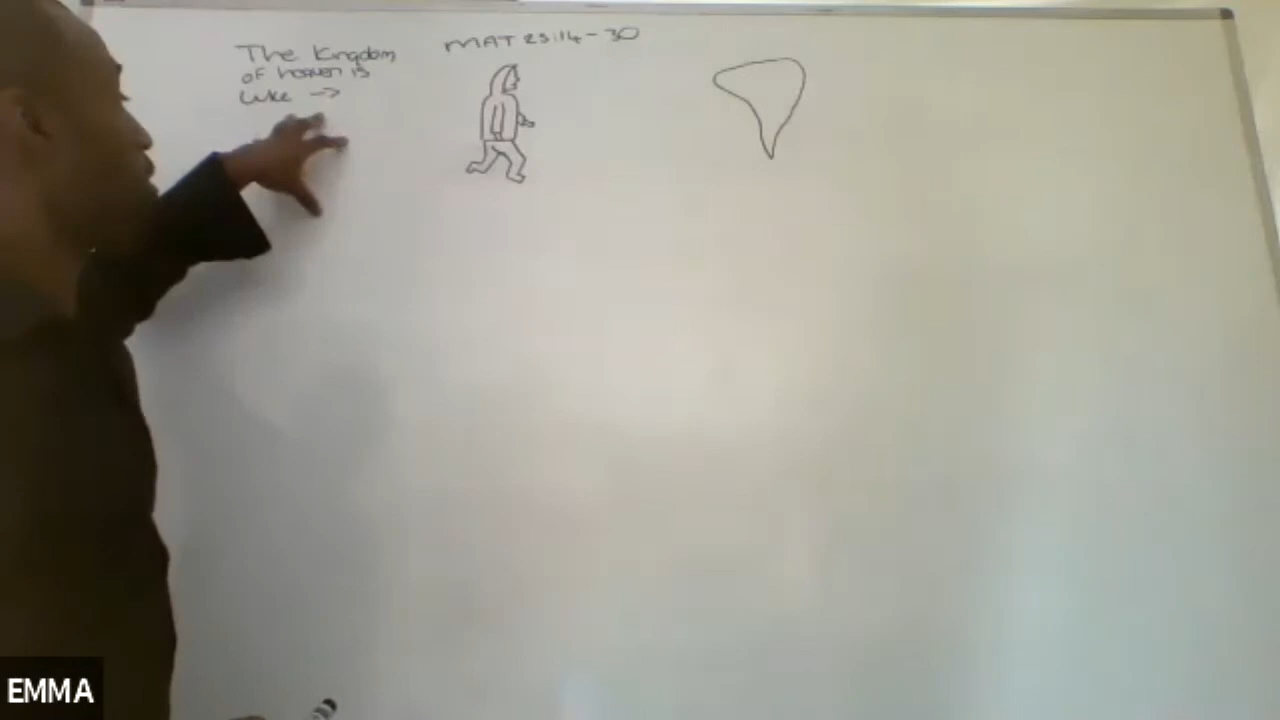 The Kingdom
of heaven is
like →
MAT 25:14-30
EMMA